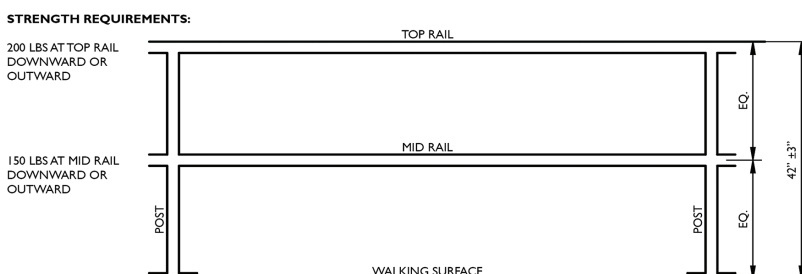 STRENGTH REQUIREMENTS:
TOP RAIL
200 LBS AT TOP RAIL
DOWNWARD OR
OUTWARD
EQ.
MID RAIL
150 LBS AT MID RAIL
DOWNWARD OR
OUTWARD
42" ±3"
POST
POST
EQ.
WALKING SURFACE